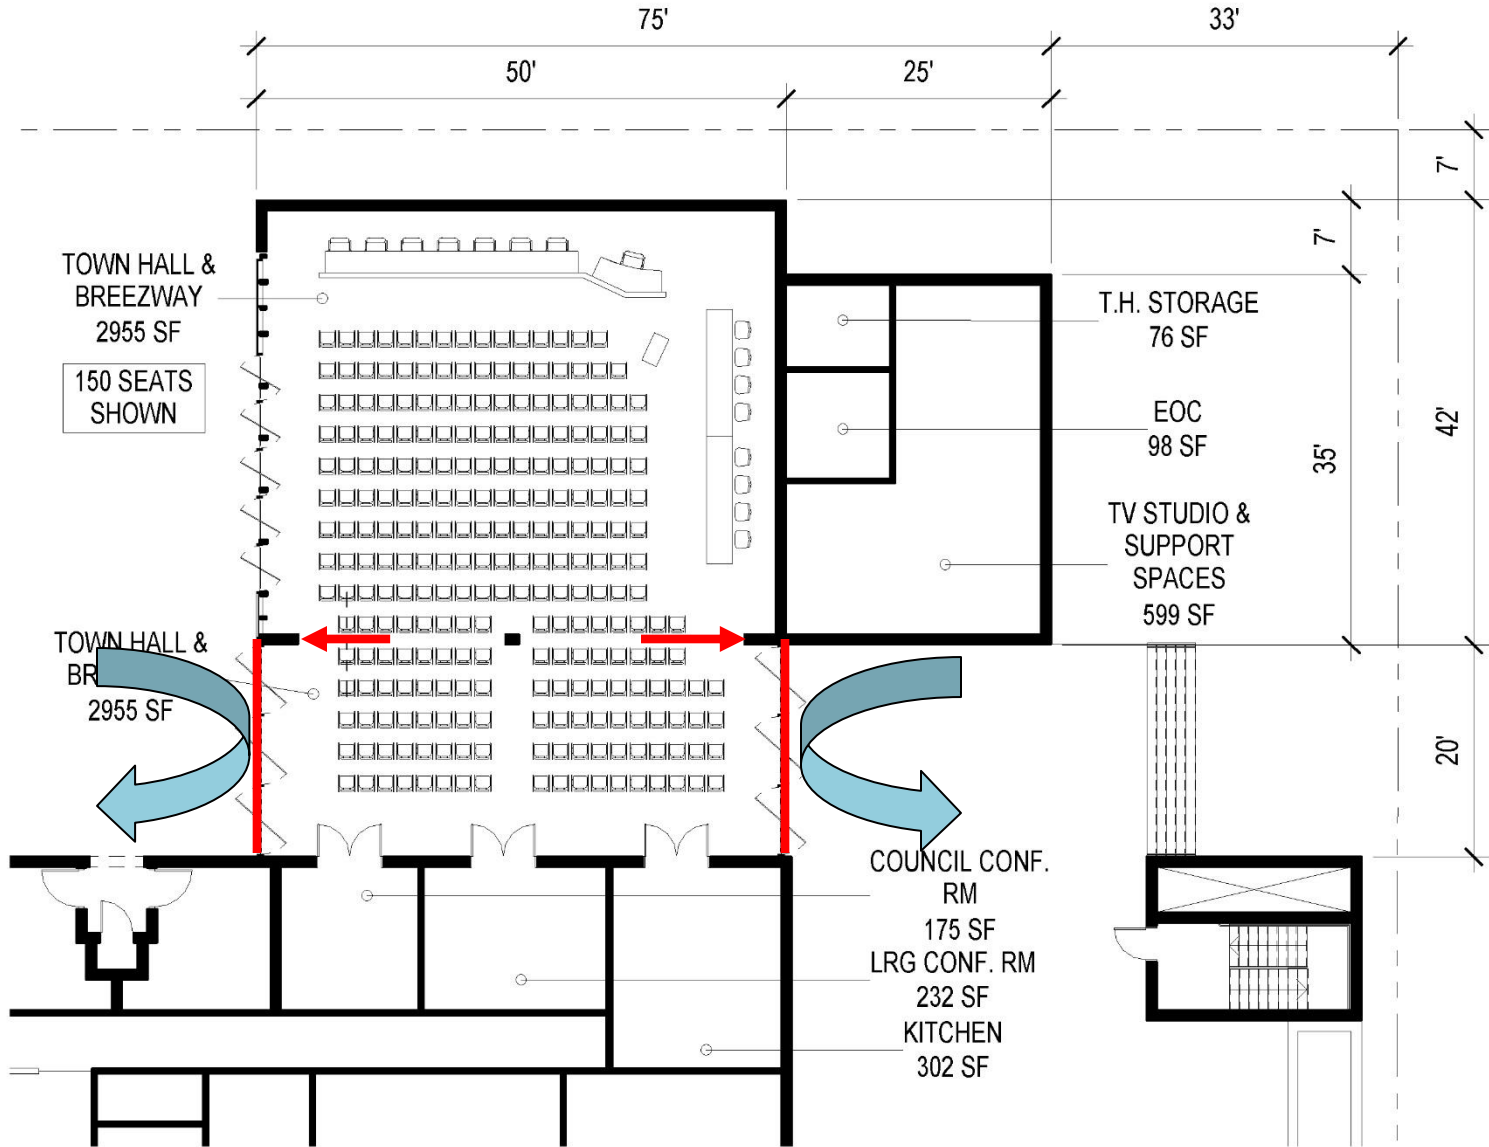 75'
33'
50'
25'
7'
TOWN HALL &
BREEZWAY
2955 SF
150 SEATS
SHOWN
7'
T.H. STORAGE
76 SF
EOC
98 SF
42'
35'
TV STUDIO &
SUPPORT
SPACES
599 SF
TOWN HALL &
BR
2955 SF
20'
COUNCIL CONF.
RM
175 SF
LRG CONF. RM
232 SF
KITCHEN
302 SF